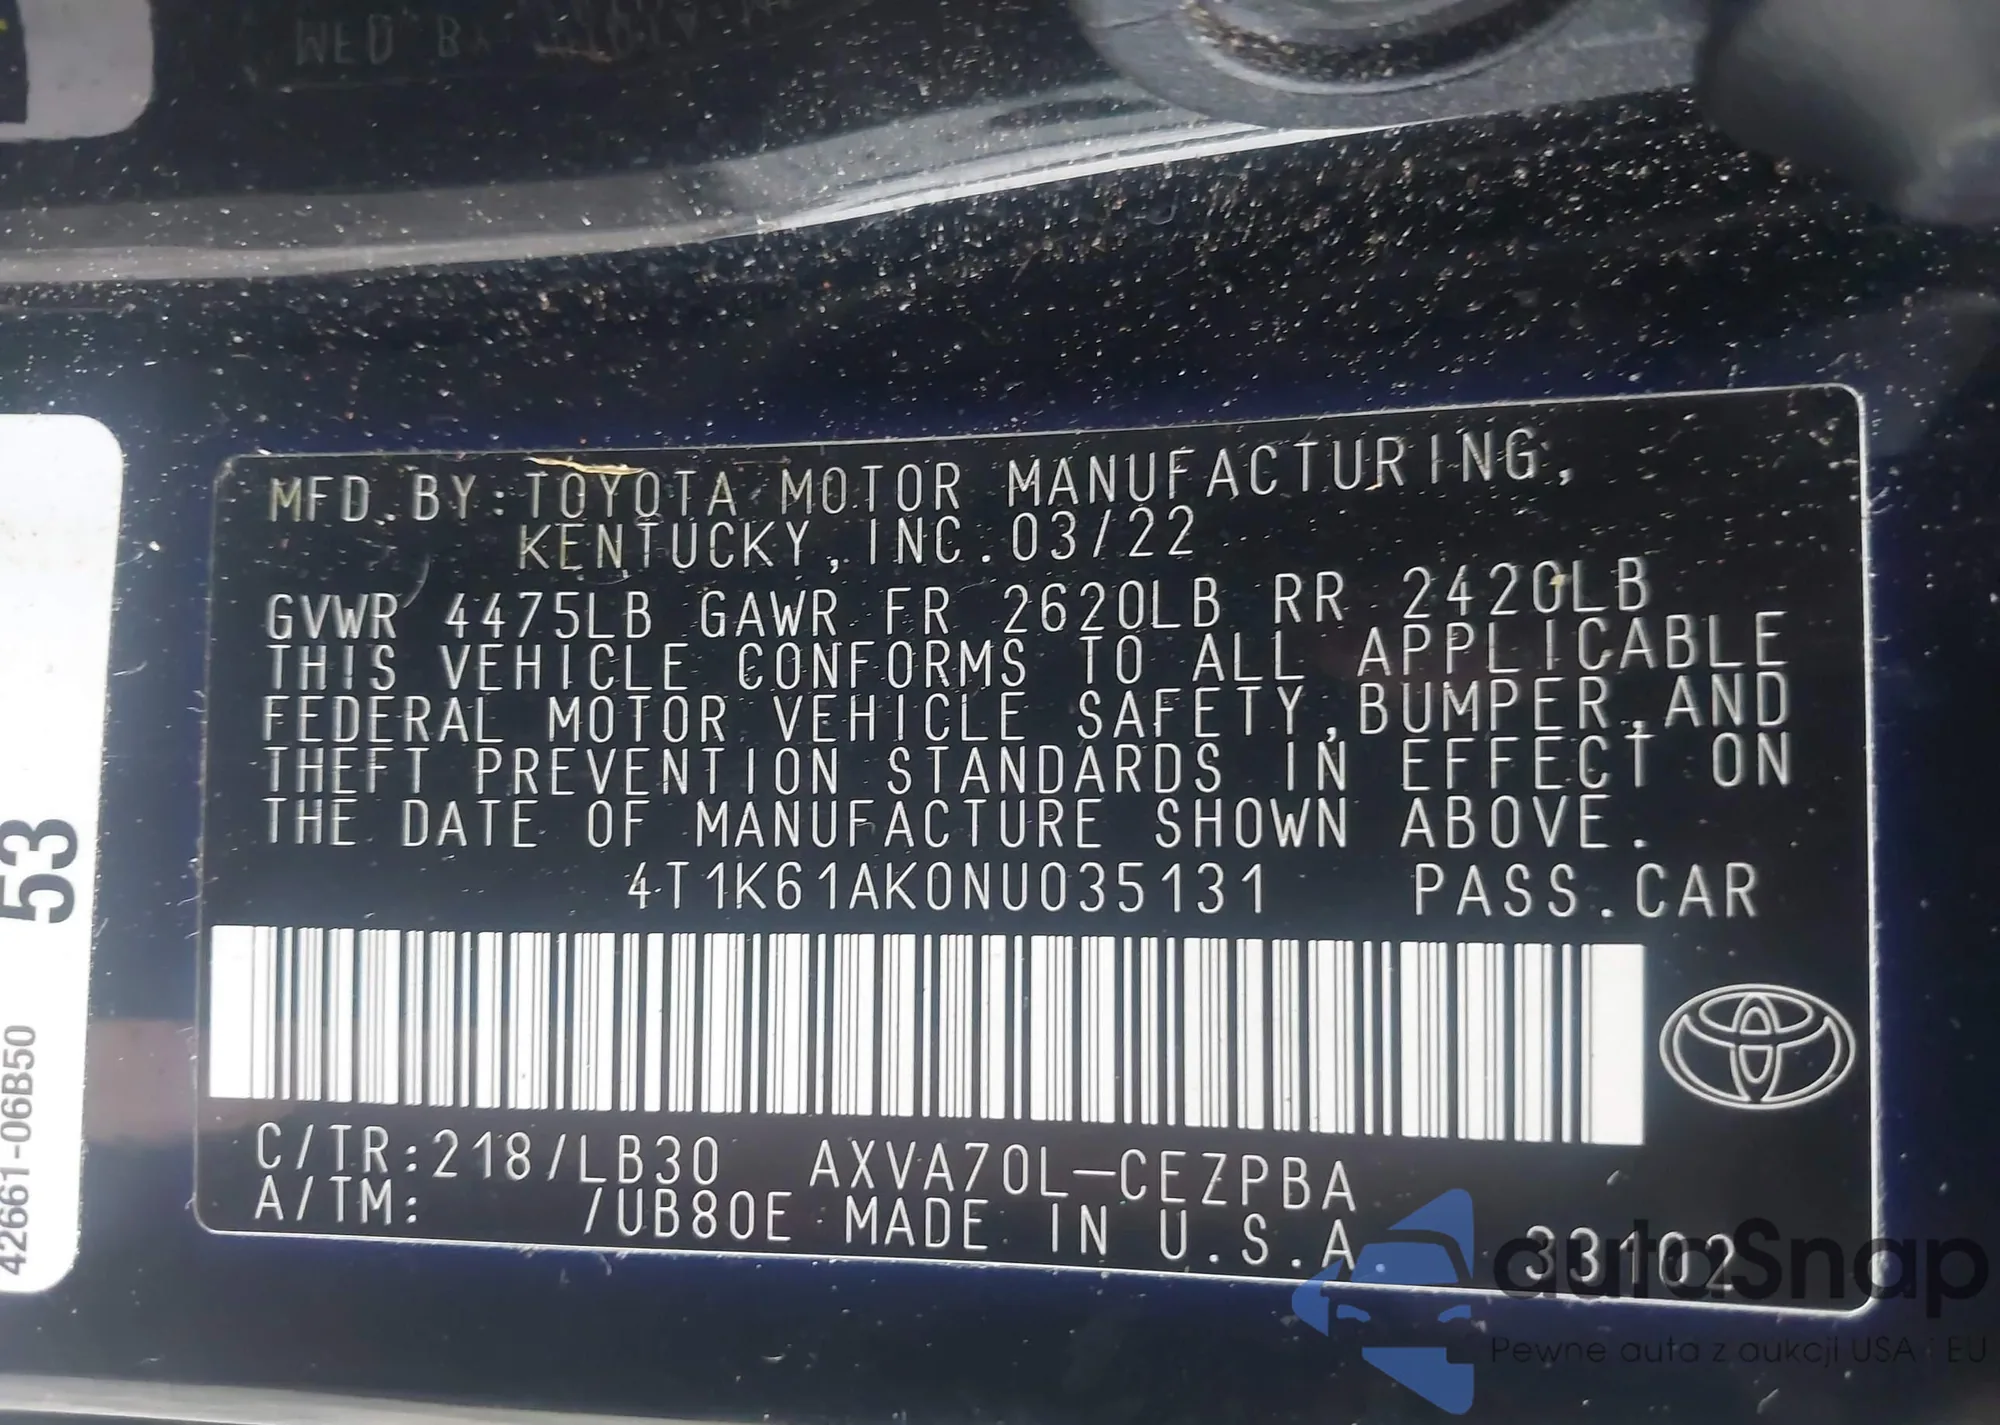 MFD.BY:TOYOTA MOTOR MANUFACTURING,
KENTUCKY,INC.03/22
GVWR 4475LB GAWR FR 2620LB RR 2420LB
THIS VEHICLE CONFORMS TO ALL APPLICABLE
FEDERAL MOTOR VEHICLE SAFETY,BUMPER,AND
THEFT PREVENTION STANDARDS IN EFFECT ON
THE DATE OF MANUFACTURE SHOWN ABOVE.
4T1K61AK0NU035131 PASS.CAR
C/TR:218/LB30 AXVA70L-CEZPBA
A/TM: /UB80E MADE IN U.S.A 33102
53
42661-06B50
autoSnap
Pewne auta z aukcji USA i EU